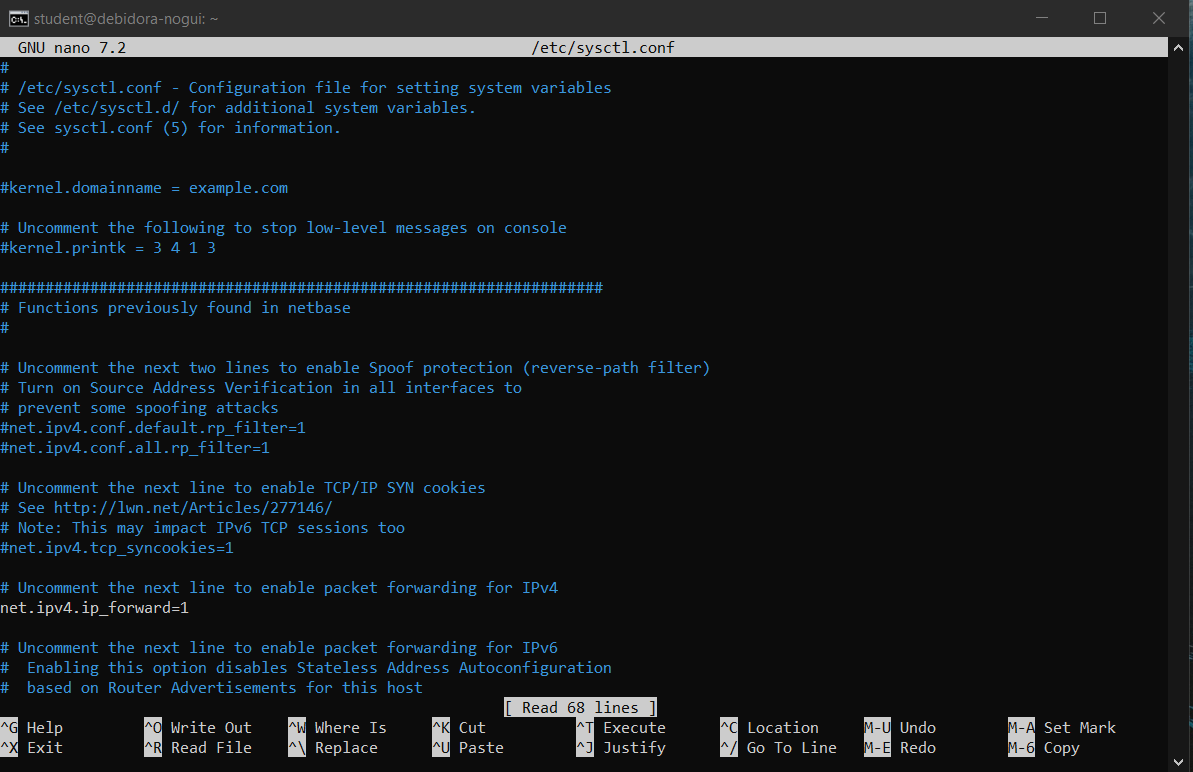 student@debidora-nogui: ~
GNU nano 7.2 /etc/sysctl.conf
#
# /etc/sysctl.conf - Configuration file for setting system variables
# See /etc/sysctl.d/ for additional system variables.
# See sysctl.conf (5) for information.
#
#kernel.domainname = example.com
# Uncomment the following to stop low-level messages on console
#kernel.printk = 3 4 1 3
###################################################################
# Functions previously found in netbase
#
# Uncomment the next two lines to enable Spoof protection (reverse-path filter)
# Turn on Source Address Verification in all interfaces to
# prevent some spoofing attacks
#net.ipv4.conf.default.rp_filter=1
#net.ipv4.conf.all.rp_filter=1
# Uncomment the next line to enable TCP/IP SYN cookies
# See http://lwn.net/Articles/277146/
# Note: This may impact IPv6 TCP sessions too
#net.ipv4.tcp_syncookies=1
# Uncomment the next line to enable packet forwarding for IPv4
net.ipv4.ip_forward=1
# Uncomment the next line to enable packet forwarding for IPv6
#  Enabling this option disables Stateless Address Autoconfiguration
#  based on Router Advertisements for this host
[ Read 68 lines ]
^G Help ^O Write Out ^W Where Is ^K Cut ^T Execute ^C Location M-U Undo M-A Set Mark
^X Exit ^R Read File ^\ Replace ^U Paste ^J Justify ^/ Go To Line M-E Redo M-6 Copy